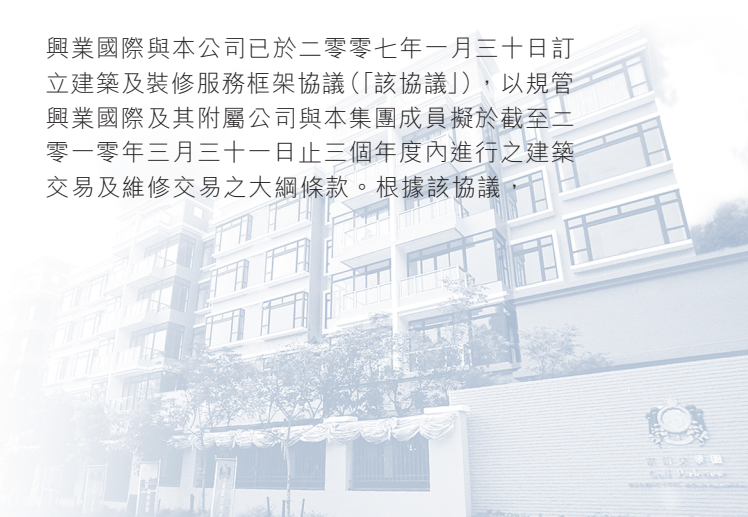 興業國際與本公司已於二零零七年一月三十日訂
立建築及裝修服務框架協議（「該協議」），以規管
興業國際及其附屬公司與本集團成員擬於截至二
零一零年三月三十一日止三個年度內進行之建築
交易及維修交易之大綱條款。根據該協議，